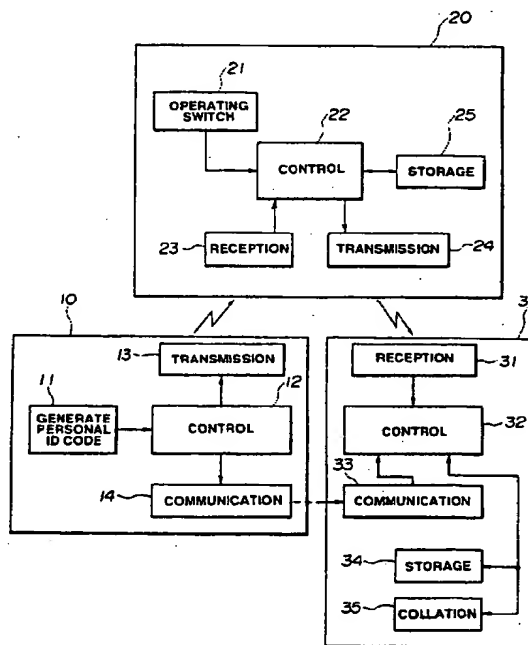 20
21
OPERATING
SWITCH
22
CONTROL
25
STORAGE
23
RECEPTION
TRANSMISSION
24
10
13
TRANSMISSION
12
11
GENERATE
PERSONAL
ID CODE
CONTROL
14
COMMUNICATION
3
RECEPTION
31
CONTROL
32
33
COMMUNICATION
34
STORAGE
35
COLLATION